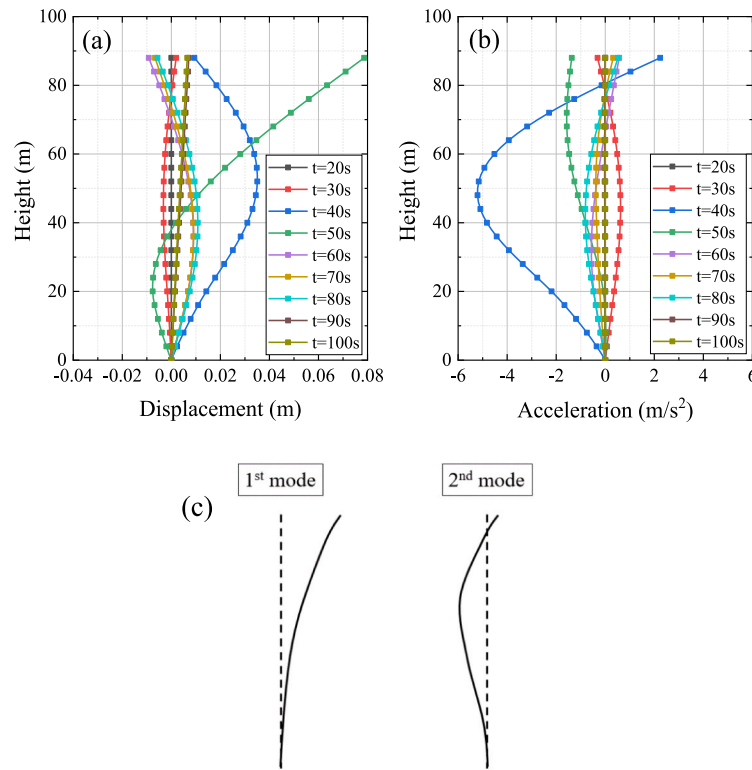 (a)
Height (m)
100
80
60
40
20
0
-0.04
-0.02
0.00
0.02
0.04
0.06
0.08
Displacement (m)
t=20s
t=30s
t=40s
t=50s
t=60s
t=70s
t=80s
t=90s
t=100s
(b)
Height (m)
100
80
60
40
20
0
-6
-4
-2
0
2
4
6
Acceleration (m/s²)
t=20s
t=30s
t=40s
t=50s
t=60s
t=70s
t=80s
t=90s
t=100s
(c)
1st mode
2nd mode